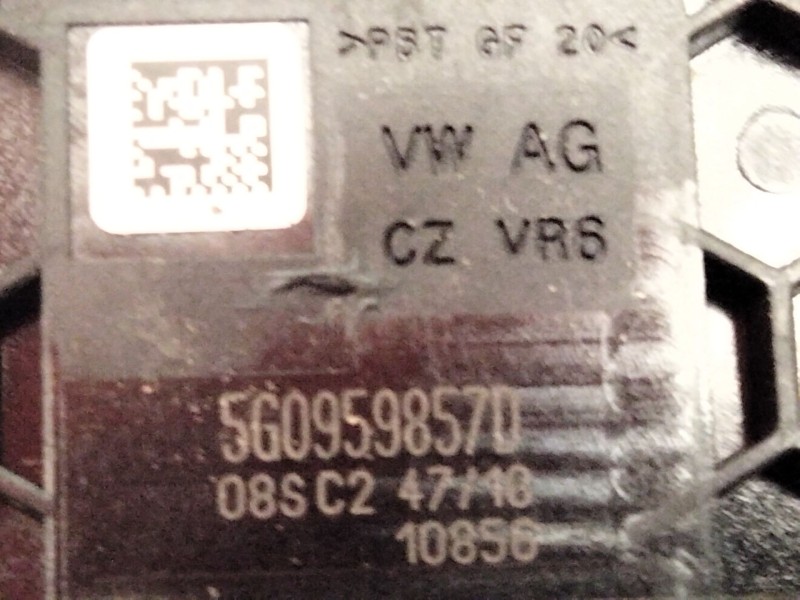 >PBT GF 20<
VW AG
CZ VR6
5G0959857D
08S C2 47/18
10856